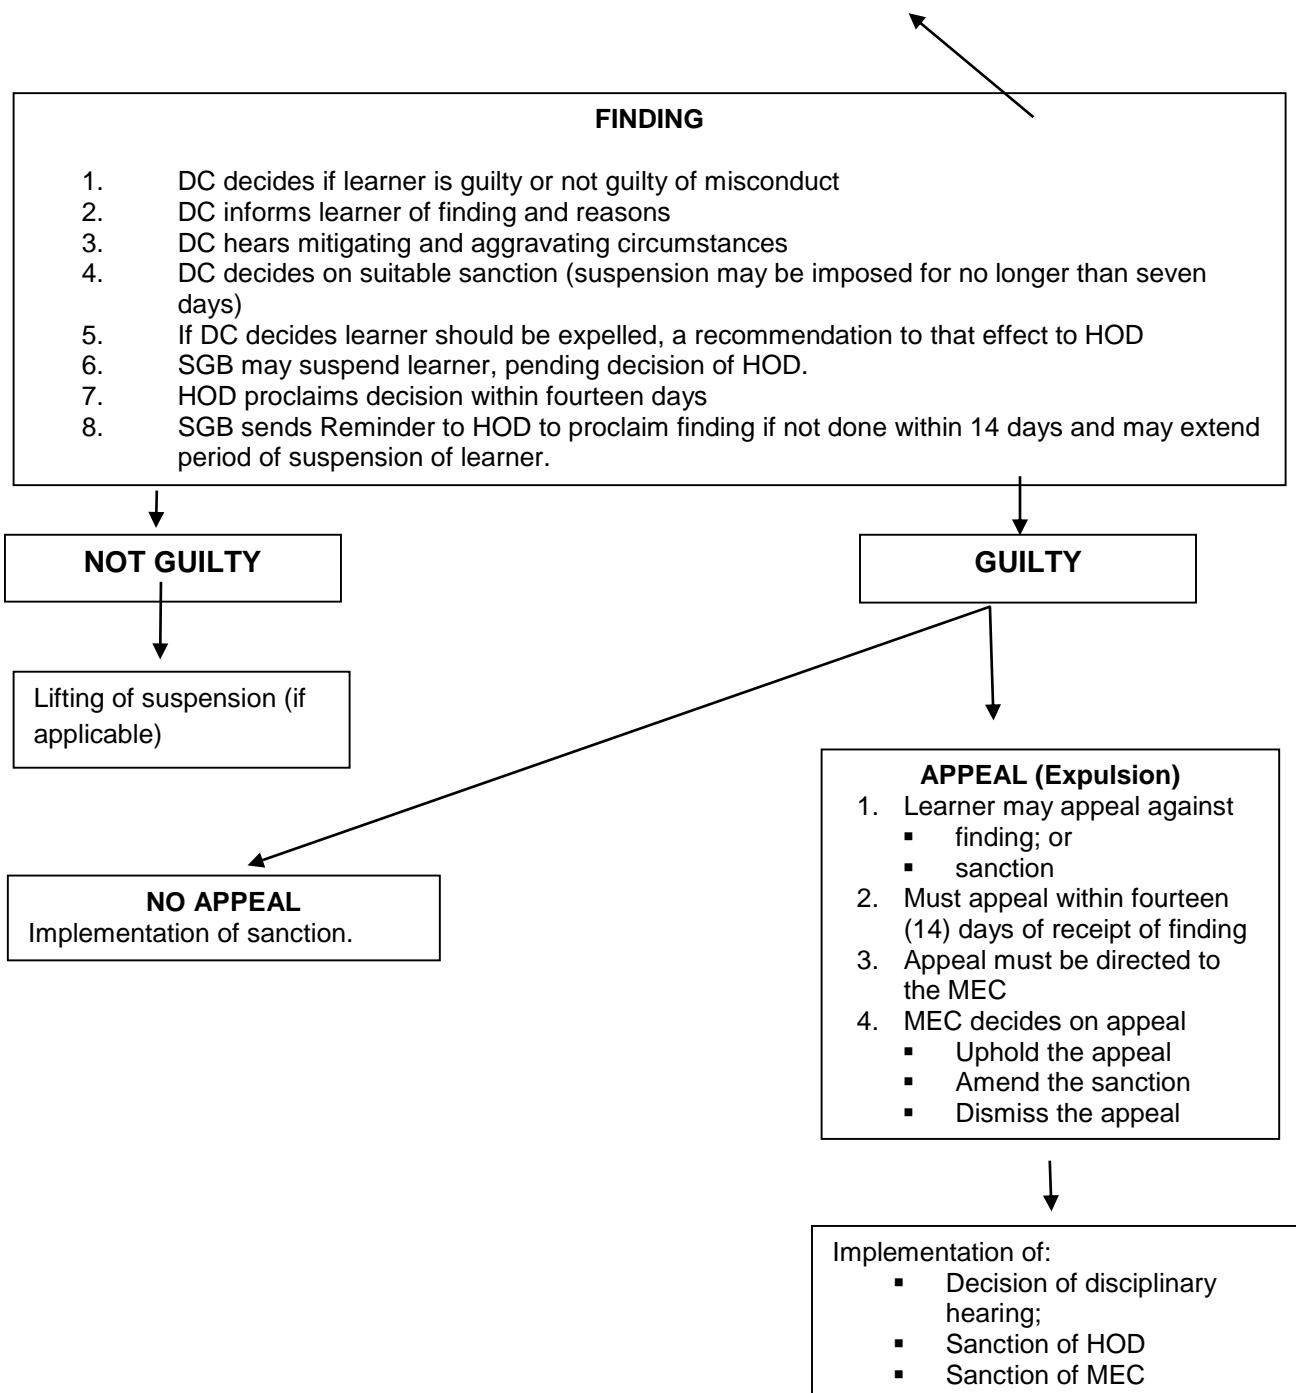 FINDING
1. DC decides if learner is guilty or not guilty of misconduct
2. DC informs learner of finding and reasons
3. DC hears mitigating and aggravating circumstances
4. DC decides on suitable sanction (suspension may be imposed for no longer than seven
days)
5. If DC decides learner should be expelled, a recommendation to that effect to HOD
6. SGB may suspend learner, pending decision of HOD.
7. HOD proclaims decision within fourteen days
8. SGB sends Reminder to HOD to proclaim finding if not done within 14 days and may extend
period of suspension of learner.
NOT GUILTY
GUILTY
Lifting of suspension (if
applicable)
NO APPEAL
Implementation of sanction.
APPEAL (Expulsion)
1. Learner may appeal against
▪ finding; or
▪ sanction
2. Must appeal within fourteen
(14) days of receipt of finding
3. Appeal must be directed to
the MEC
4. MEC decides on appeal
▪ Uphold the appeal
▪ Amend the sanction
▪ Dismiss the appeal
Implementation of:
▪ Decision of disciplinary
hearing;
▪ Sanction of HOD
▪ Sanction of MEC